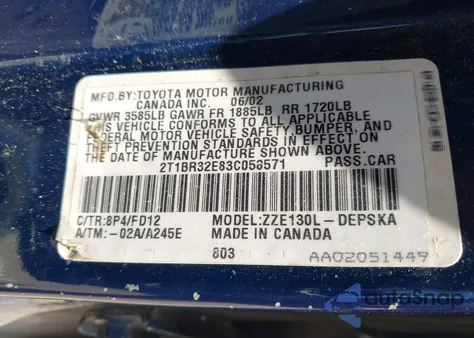 MFD.BY:TOYOTA MOTOR MANUFACTURING
CANADA INC. 06/02
GVWR 3585LB GAWR FR 1885LB RR 1720LB
THIS VEHICLE CONFORMS TO ALL APPLICABLE
FEDERAL MOTOR VEHICLE SAFETY, BUMPER, AND
THEFT PREVENTION STANDARDS IN EFFECT ON
THE DATE OF MANUFACTURE SHOWN ABOVE.
2T1BR32E83C058571 PASS.CAR
C/TR:8P4/FD12 MODEL:ZZE130L-DEPSKA
A/TM:-02A/A245E MADE IN CANADA
803
AA02051449
autoSnap